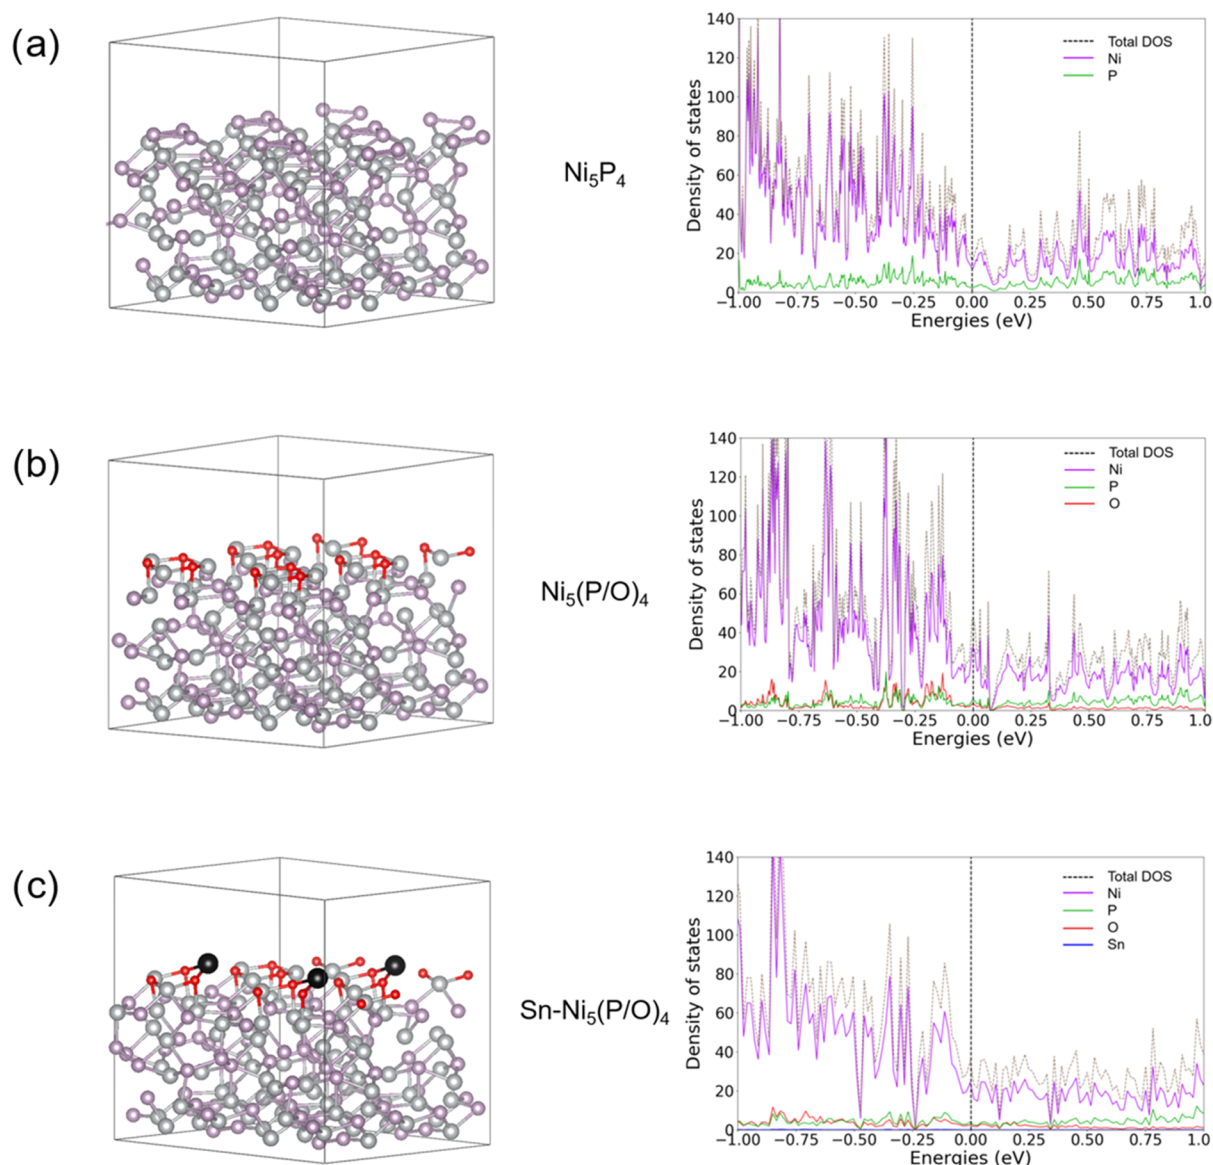 (a)
Ni₅P₄
Density of states
140
120
100
80
60
40
20
0
Total DOS
Ni
P
−1.00 −0.75 −0.50 −0.25 0.00 0.25 0.50 0.75 1.0
Energies (eV)
(b)
Ni₅(P/O)₄
Density of states
140
120
100
80
60
40
20
0
Total DOS
Ni
P
O
−1.00 −0.75 −0.50 −0.25 0.00 0.25 0.50 0.75 1.0
Energies (eV)
(c)
Sn-Ni₅(P/O)₄
Density of states
140
120
100
80
60
40
20
0
Total DOS
Ni
P
O
Sn
−1.00 −0.75 −0.50 −0.25 0.00 0.25 0.50 0.75 1.0
Energies (eV)